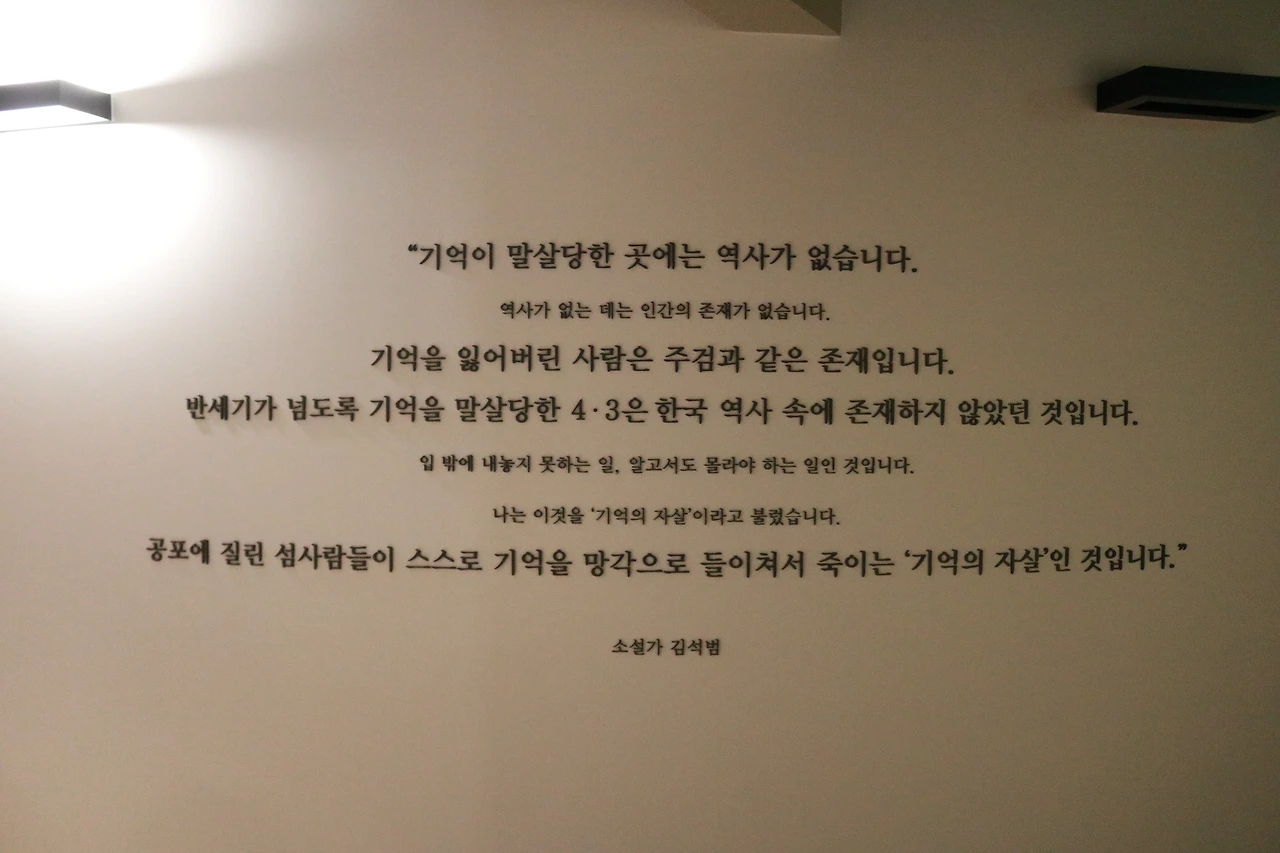 “기억이 말살당한 곳에는 역사가 없습니다.
역사가 없는 데는 인간의 존재가 없습니다.
기억을 잃어버린 사람은 주검과 같은 존재입니다.
반세기가 넘도록 기억을 말살당한 4·3은 한국 역사 속에 존재하지 않았던 것입니다.
입 밖에 내놓지 못하는 일, 알고서도 몰라야 하는 일인 것입니다.
나는 이것을 ‘기억의 자살’이라고 불렀습니다.
공포에 질린 섬사람들이 스스로 기억을 망각으로 들이쳐서 죽이는 ‘기억의 자살’인 것입니다.”
소설가 김석범